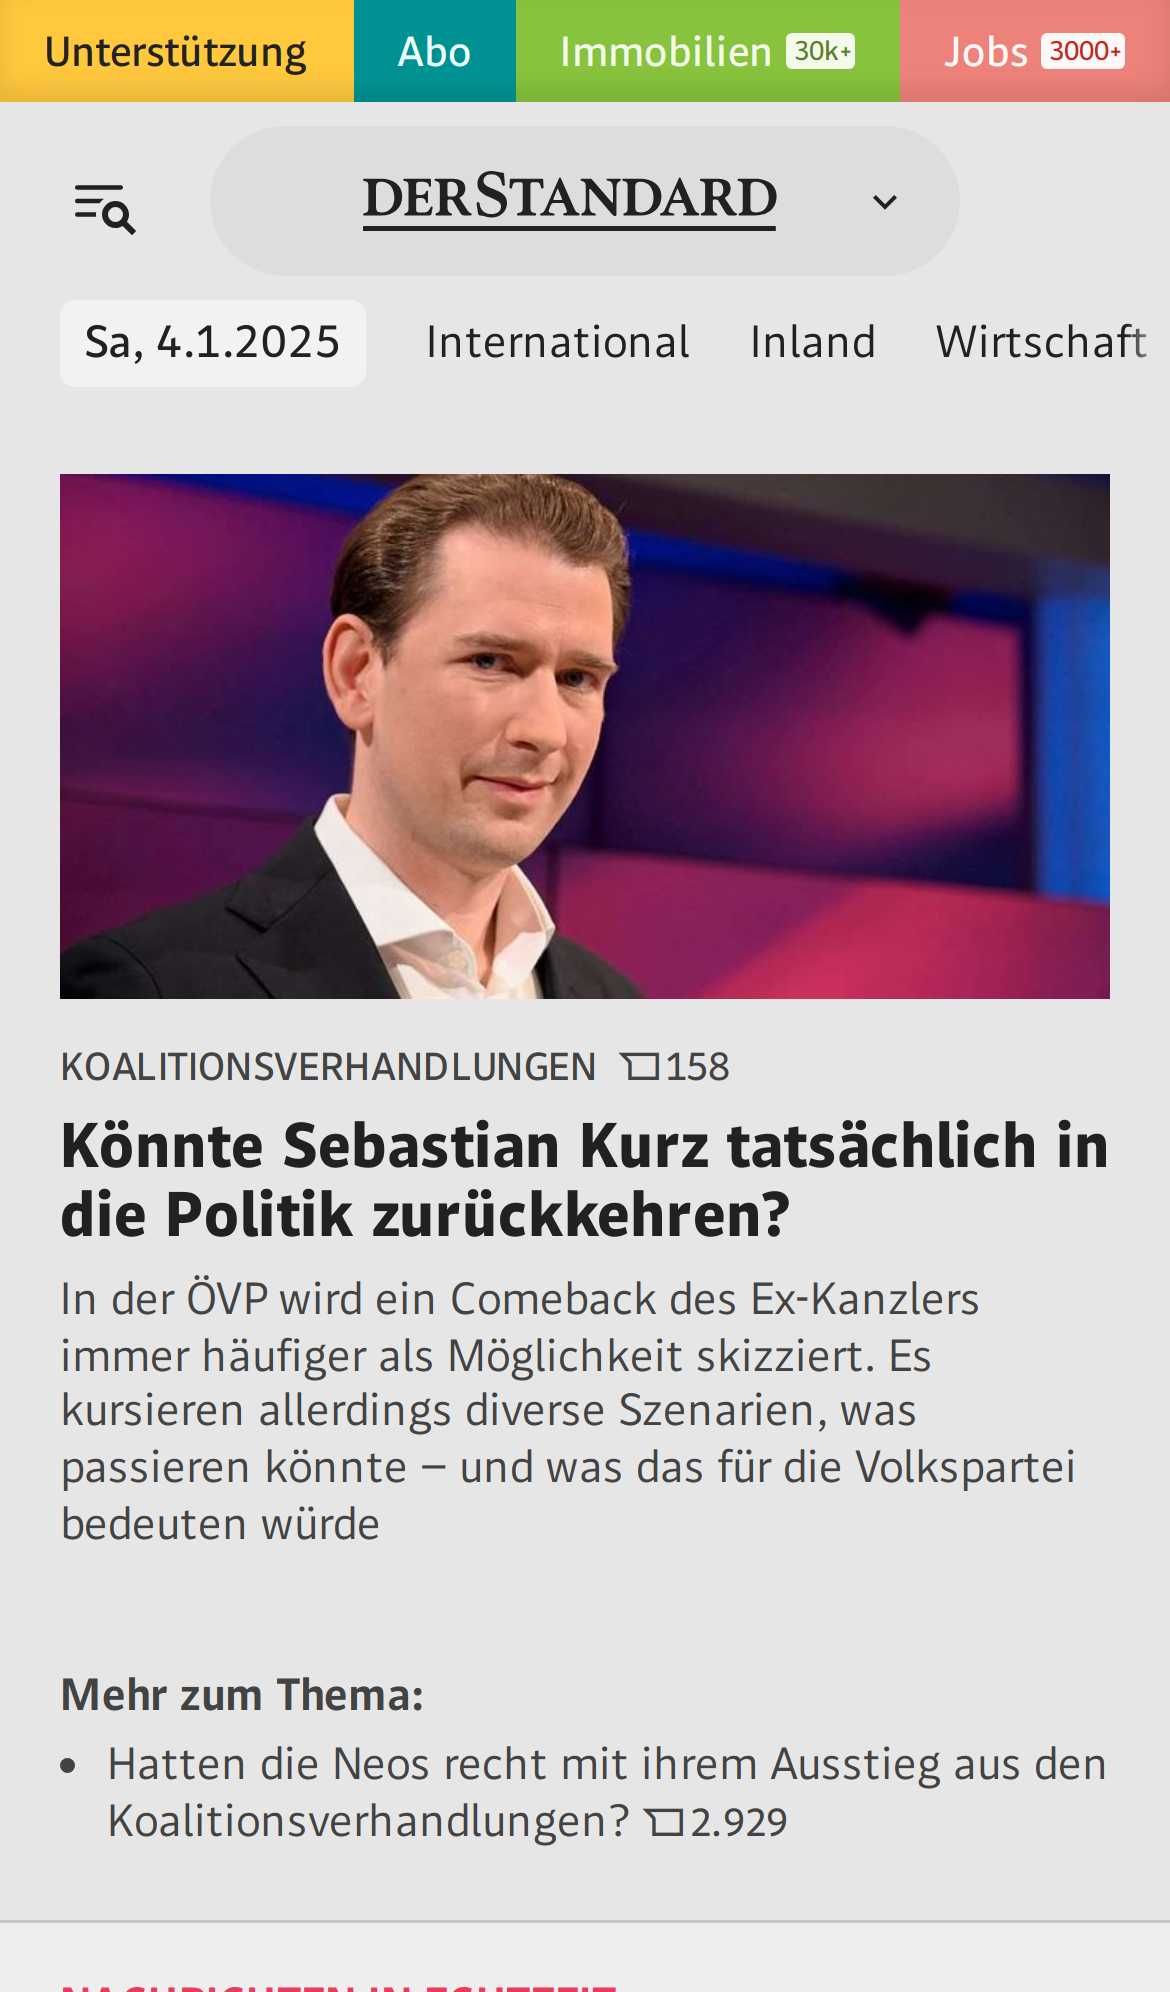 Unterstützung Abo Immobilien 30k+ Jobs 3000+
DERSTANDARD
Sa, 4.1.2025 International Inland Wirtschaft
KOALITIONSVERHANDLUNGEN 158
Könnte Sebastian Kurz tatsächlich in
die Politik zurückkehren?
In der ÖVP wird ein Comeback des Ex-Kanzlers
immer häufiger als Möglichkeit skizziert. Es
kursieren allerdings diverse Szenarien, was
passieren könnte – und was das für die Volkspartei
bedeuten würde
Mehr zum Thema:
• Hatten die Neos recht mit ihrem Ausstieg aus den
Koalitionsverhandlungen? 2.929
NACHRICHTEN IN ECHTZEIT